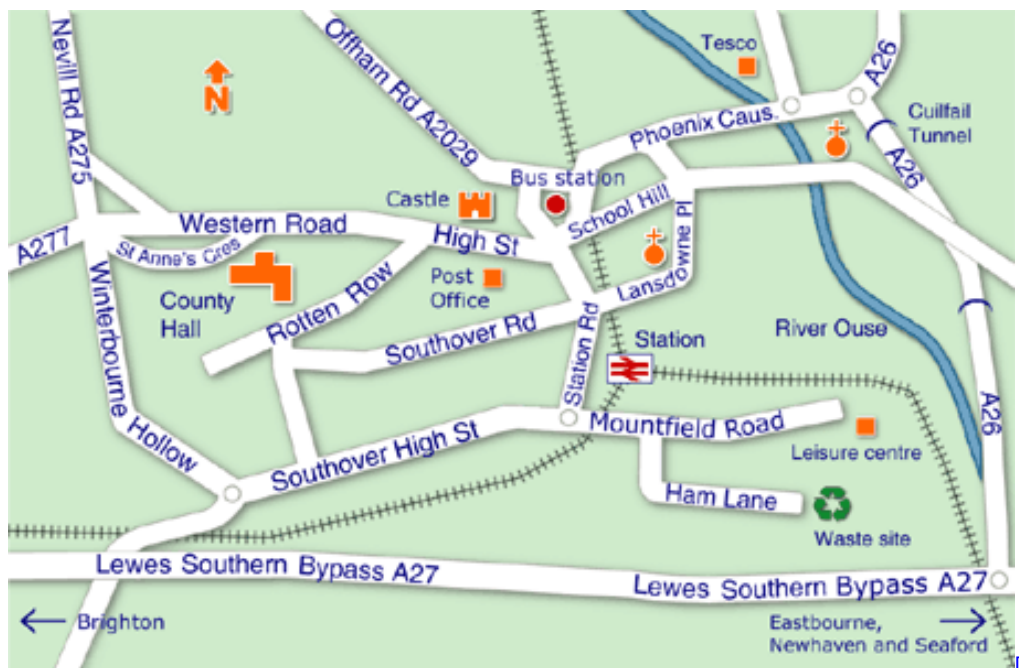 Nevill Rd A275
Offham Rd A2029
N
Tesco
A26
Phoenix Caus.
Cuilfail
Tunnel
A26
Bus station
Castle
School Hill
Western Road
High St
A277
St Anne's Cres
Lansdowne Pl
Post
Office
County
Hall
Rotten Row
Winterbourne Hollow
Southover Rd
Station Rd
Station
River Ouse
A26
Mountfield Road
Southover High St
Leisure centre
Ham Lane
Waste site
Lewes Southern Bypass A27
Lewes Southern Bypass A27
Brighton
Eastbourne,
Newhaven and Seaford